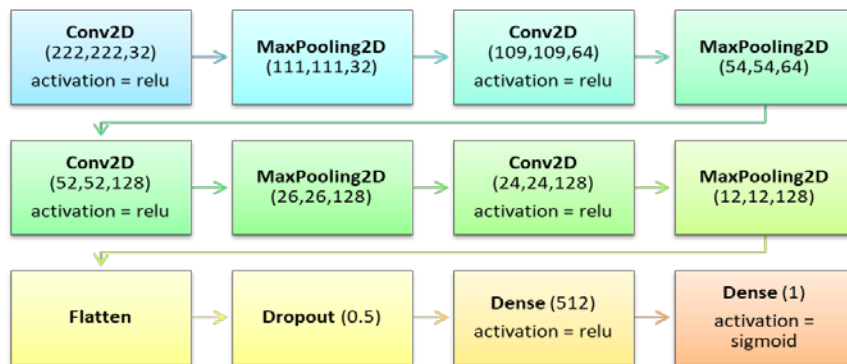 Conv2D
(222,222,32)
activation = relu
MaxPooling2D
(111,111,32)
Conv2D
(109,109,64)
activation = relu
MaxPooling2D
(54,54,64)
Conv2D
(52,52,128)
activation = relu
MaxPooling2D
(26,26,128)
Conv2D
(24,24,128)
activation = relu
MaxPooling2D
(12,12,128)
Flatten
Dropout (0.5)
Dense (512)
activation = relu
Dense (1)
activation =
sigmoid